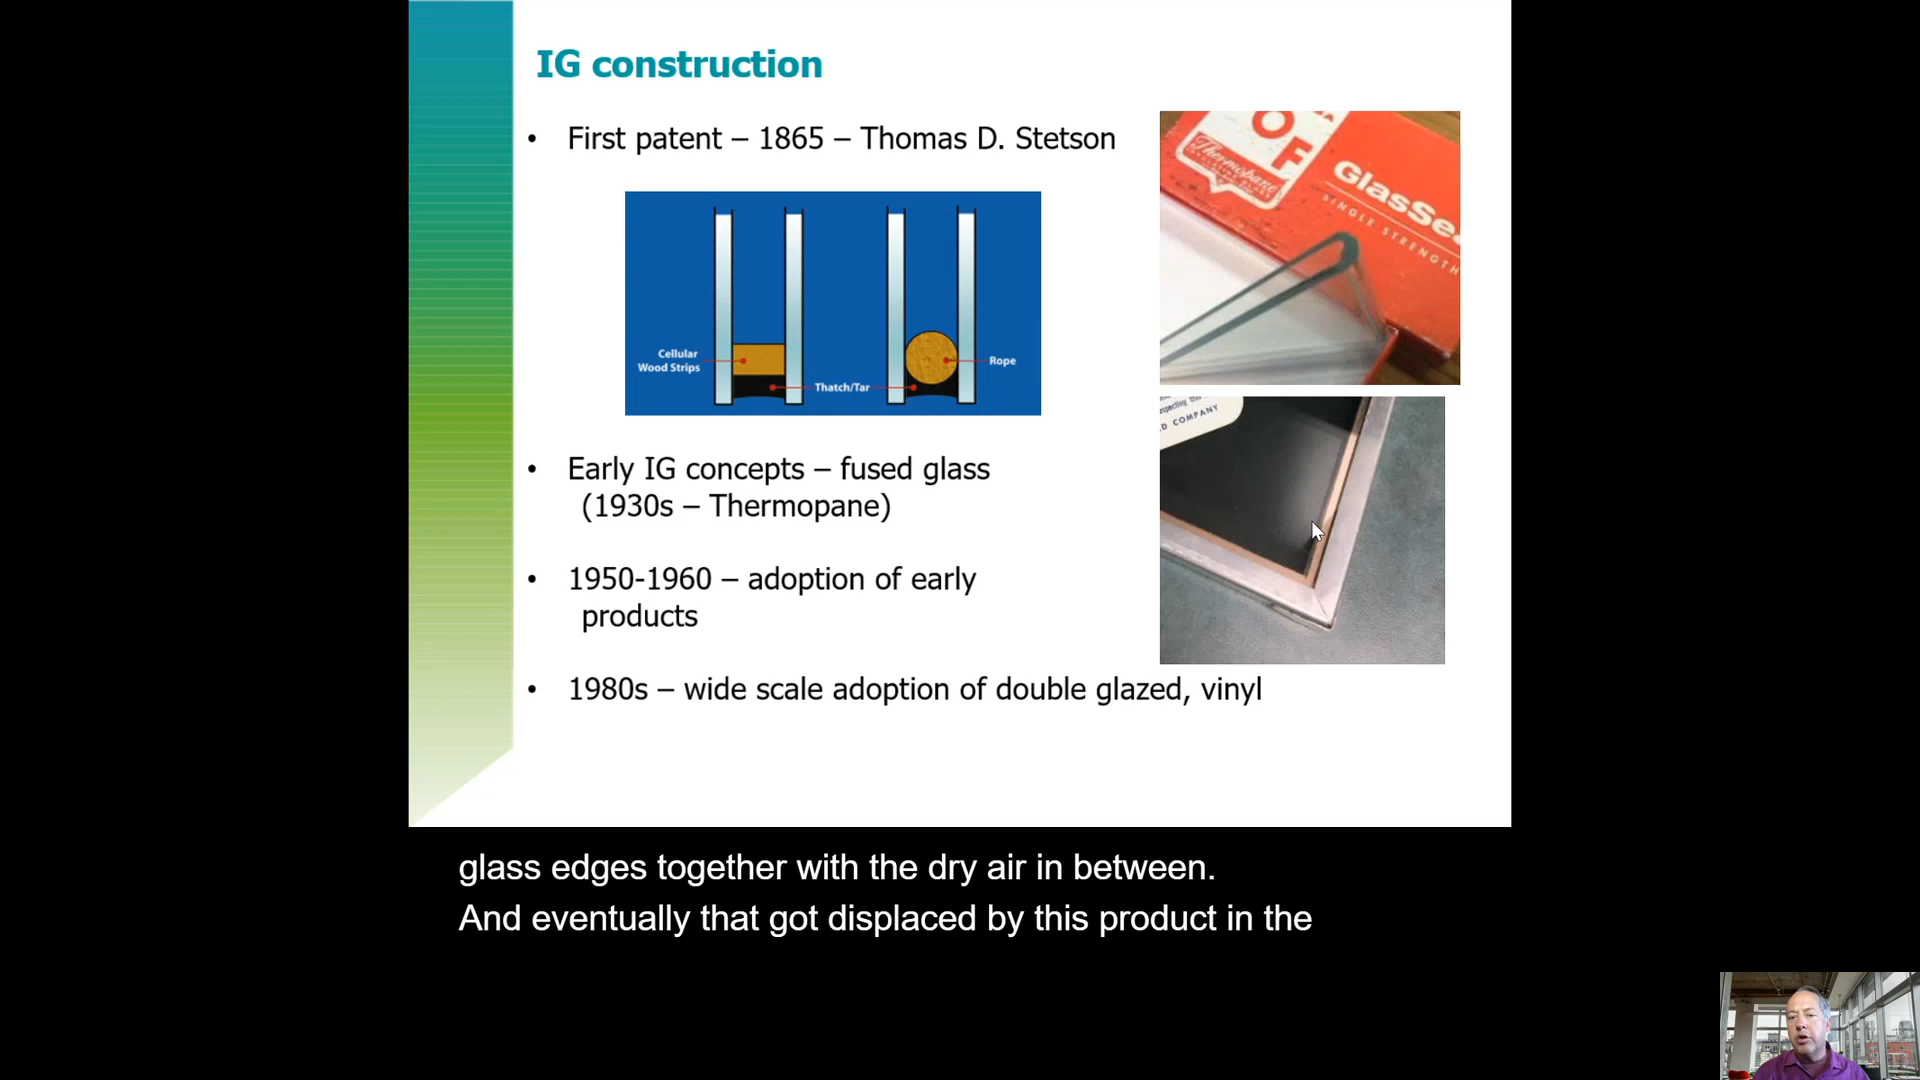 IG construction
• First patent – 1865 – Thomas D. Stetson
Cellular
Wood Strips
Thatch/Tar
Rope
OF
Thermopane
GlasSe
SINGLE STRENGTH
D COMPANY
• Early IG concepts – fused glass
(1930s – Thermopane)
• 1950-1960 – adoption of early
products
• 1980s – wide scale adoption of double glazed, vinyl
glass edges together with the dry air in between.
And eventually that got displaced by this product in the